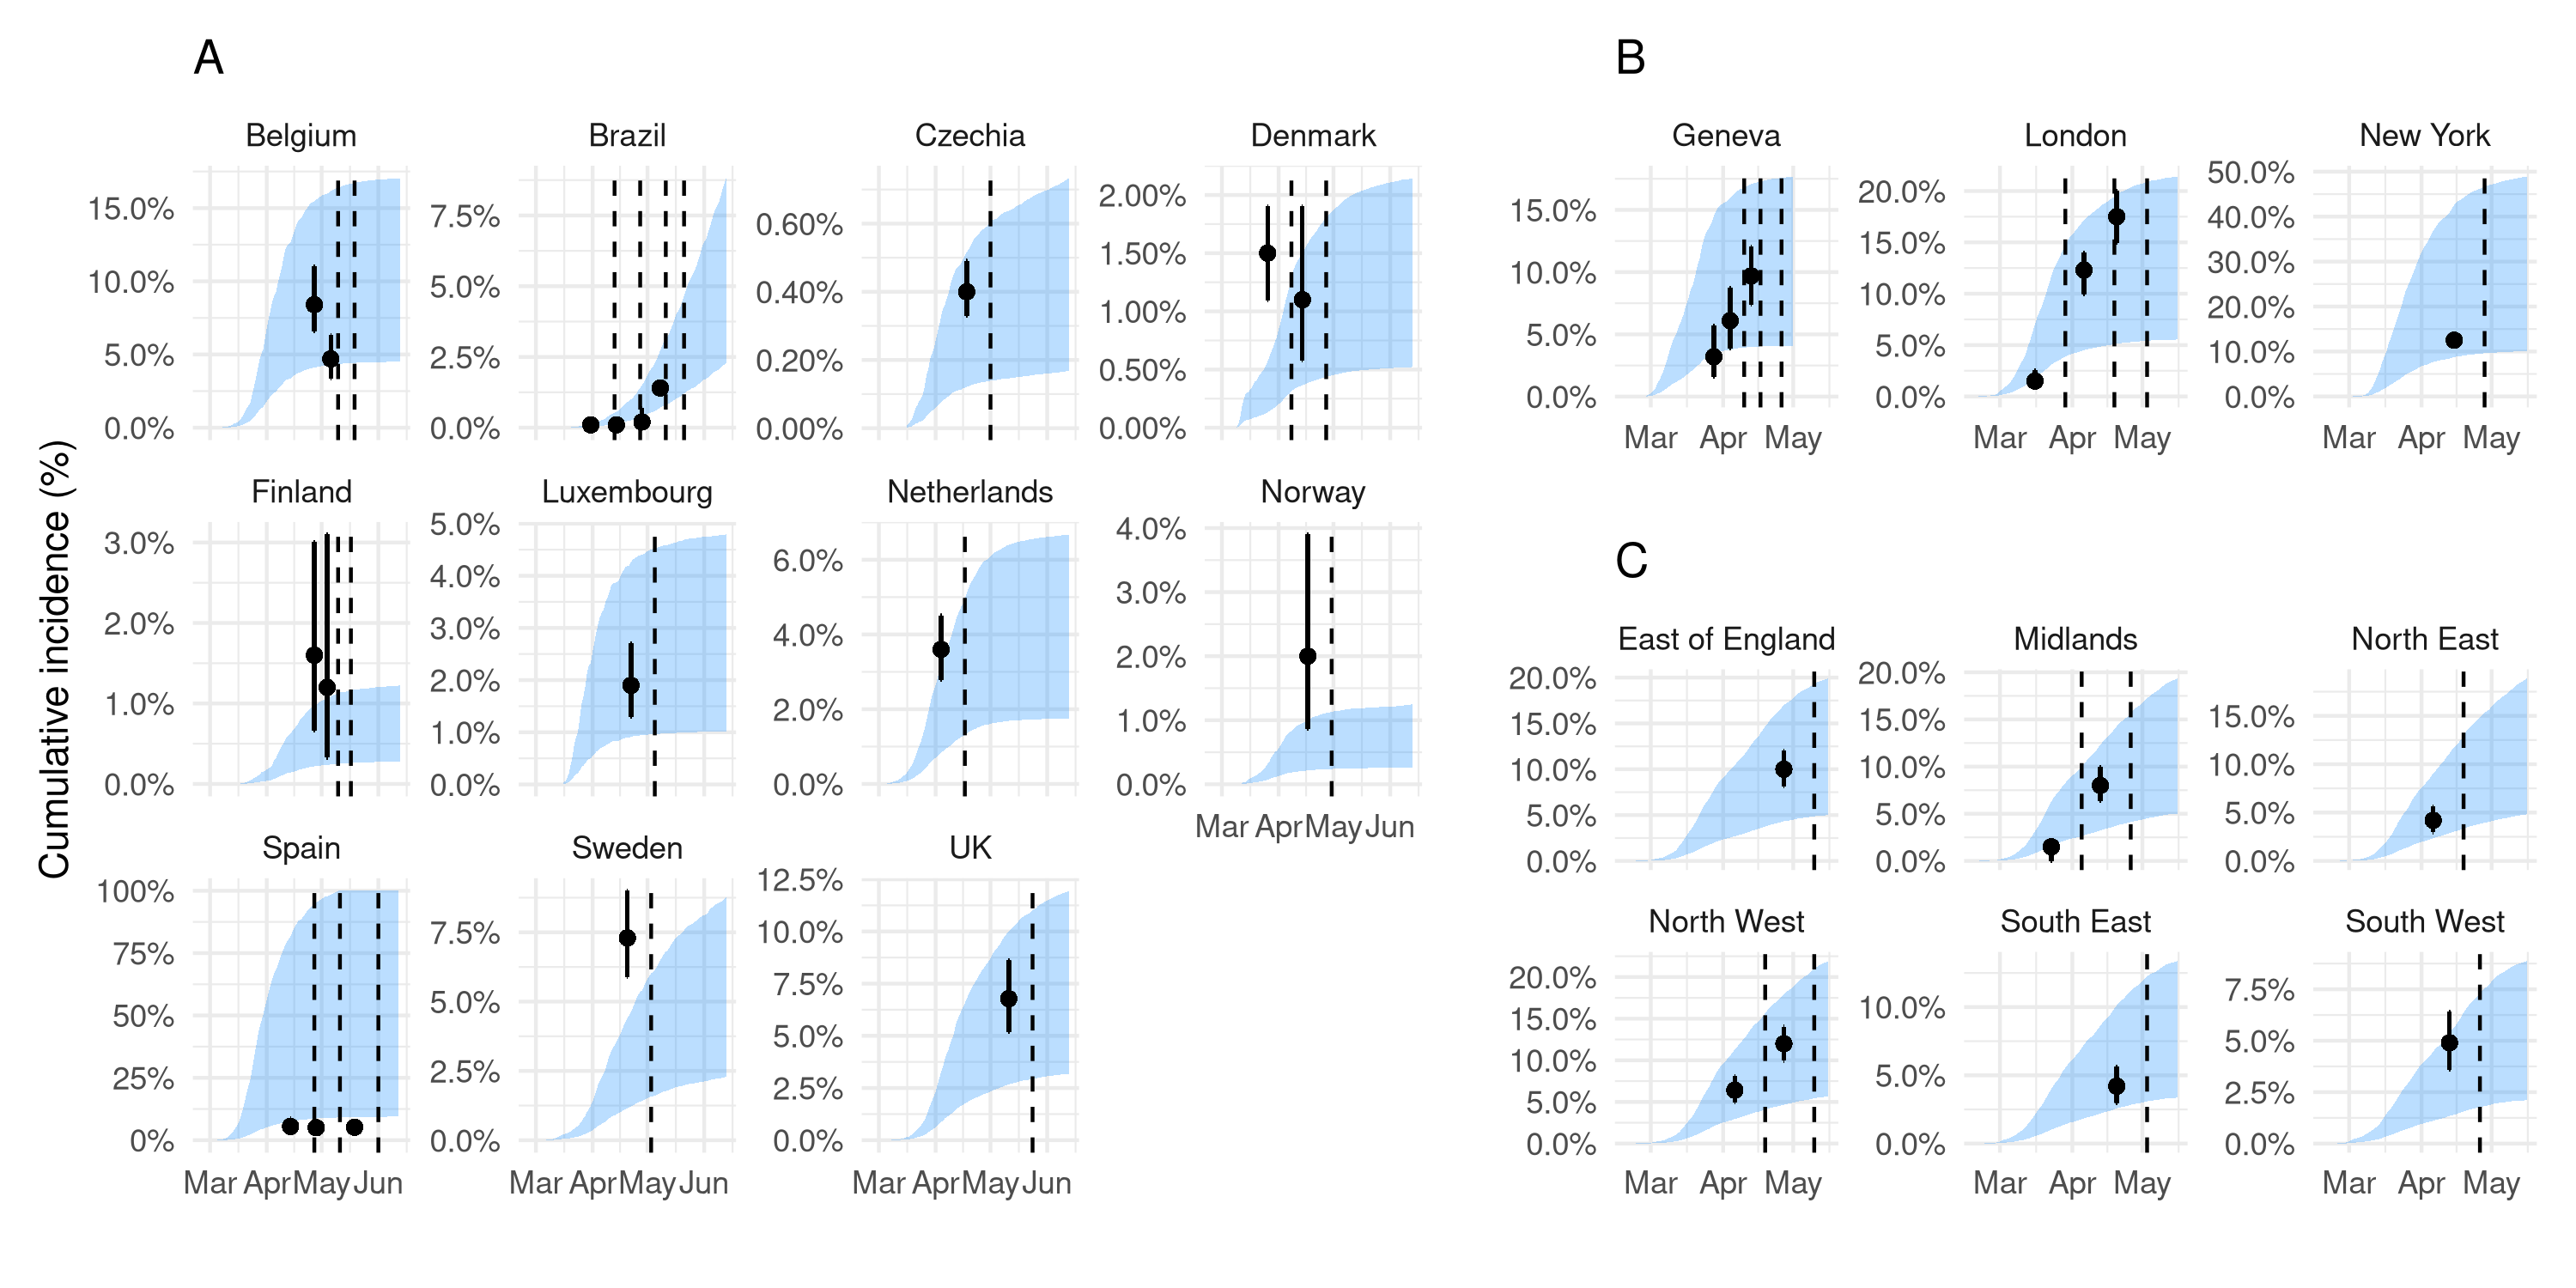 A
B
Belgium
Brazil
Czechia
Denmark
Geneva
London
New York
15.0%
10.0%
5.0%
0.0%
7.5%
5.0%
2.5%
0.0%
0.60%
0.40%
0.20%
0.00%
2.00%
1.50%
1.00%
0.50%
0.00%
15.0%
10.0%
5.0%
0.0%
20.0%
15.0%
10.0%
5.0%
0.0%
50.0%
40.0%
30.0%
20.0%
10.0%
0.0%
Mar Apr May
Mar Apr May
Mar Apr May
Cumulative incidence (%)
Finland
Luxembourg
Netherlands
Norway
3.0%
2.0%
1.0%
0.0%
5.0%
4.0%
3.0%
2.0%
1.0%
0.0%
6.0%
4.0%
2.0%
0.0%
4.0%
3.0%
2.0%
1.0%
0.0%
Mar Apr May Jun
C
East of England
Midlands
North East
20.0%
15.0%
10.0%
5.0%
0.0%
20.0%
15.0%
10.0%
5.0%
0.0%
15.0%
10.0%
5.0%
0.0%
Spain
Sweden
UK
100%
75%
50%
25%
0%
7.5%
5.0%
2.5%
0.0%
12.5%
10.0%
7.5%
5.0%
2.5%
0.0%
Mar Apr May Jun
Mar Apr May Jun
Mar Apr May Jun
North West
South East
South West
20.0%
15.0%
10.0%
5.0%
0.0%
10.0%
5.0%
0.0%
7.5%
5.0%
2.5%
0.0%
Mar Apr May
Mar Apr May
Mar Apr May